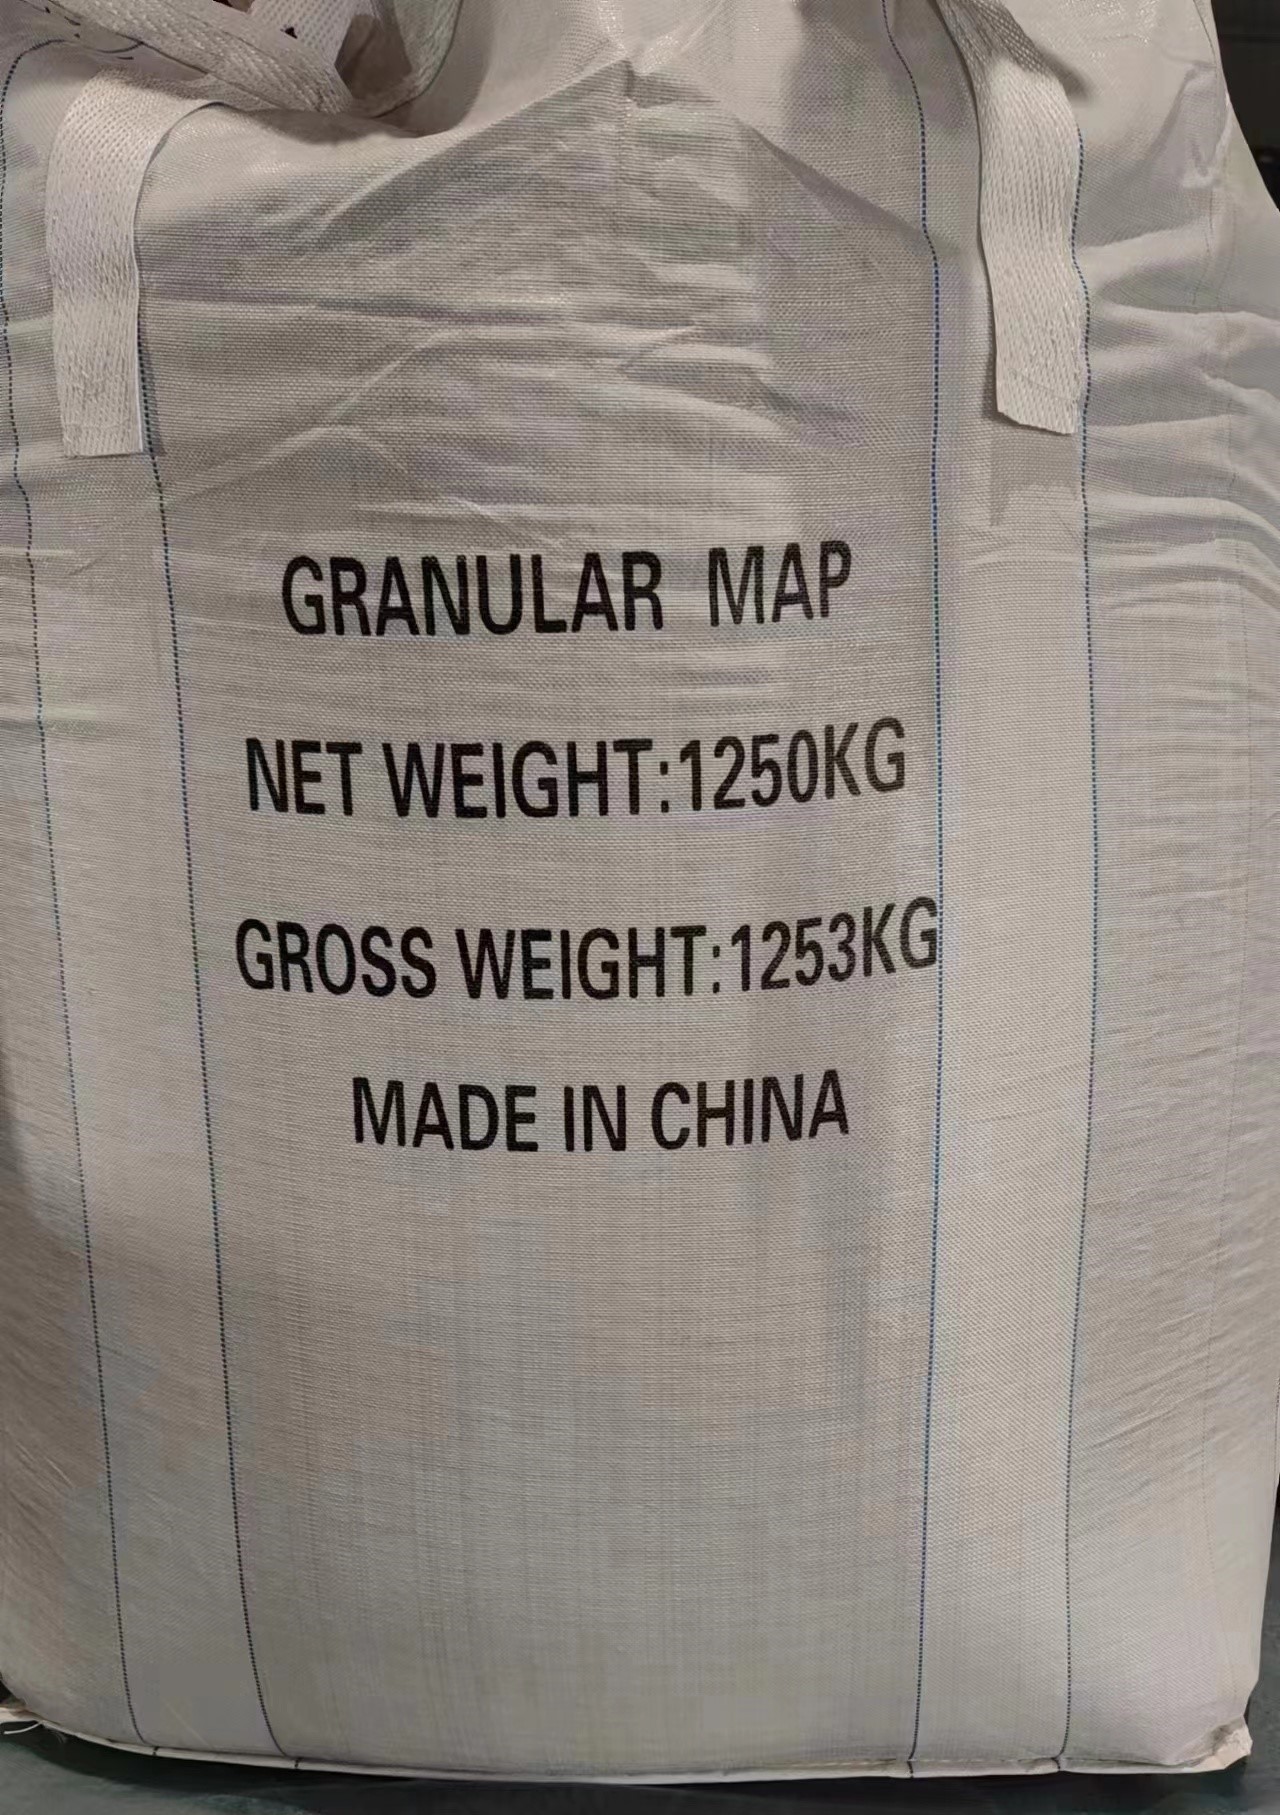 GRANULAR MAP
NET WEIGHT:1250KG
GROSS WEIGHT:1253KG
MADE IN CHINA